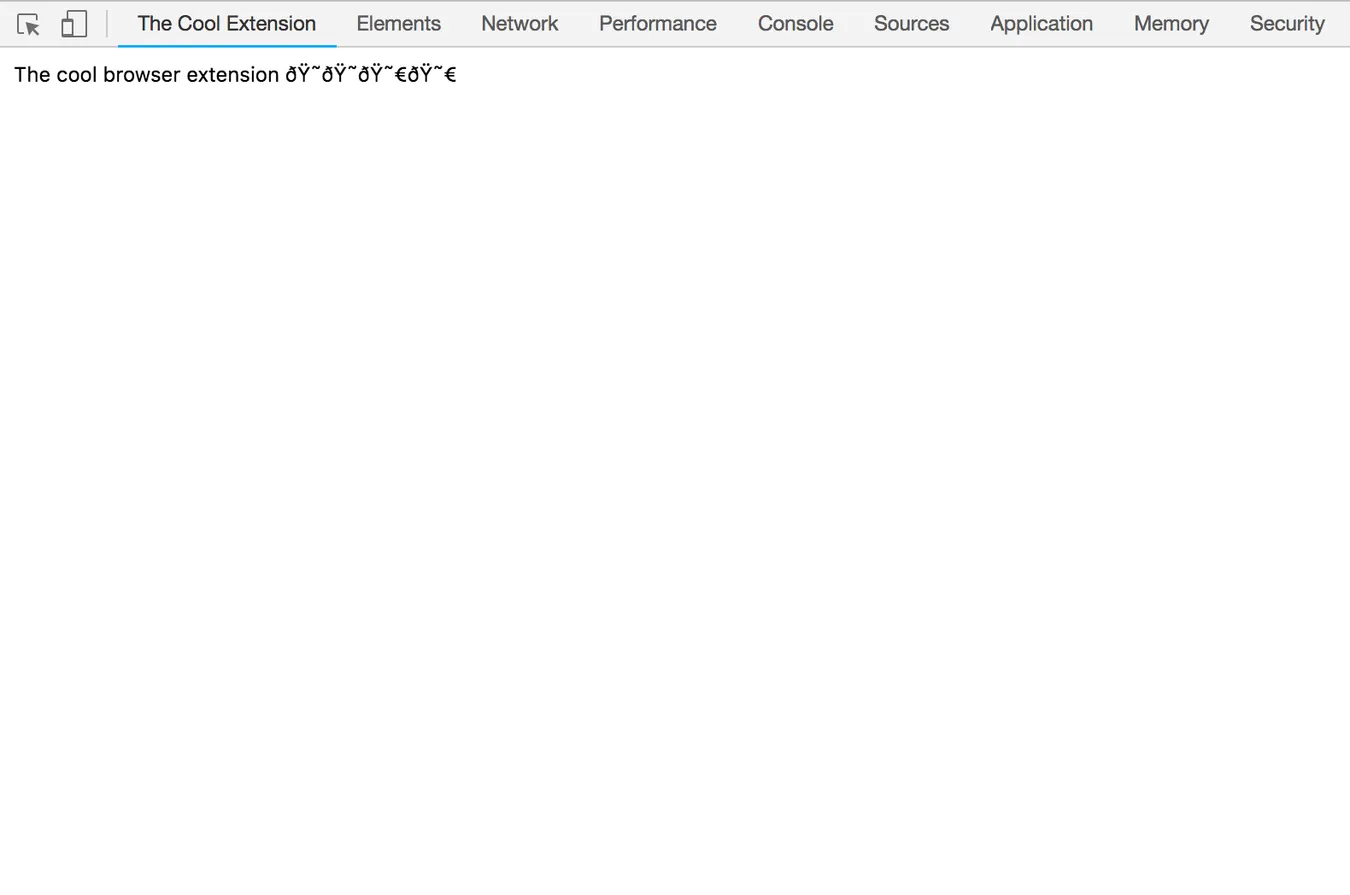 The Cool Extension Elements Network Performance Console Sources Application Memory Security
The cool browser extension ðŸ˜ðŸ˜ðŸ˜€ðŸ˜€